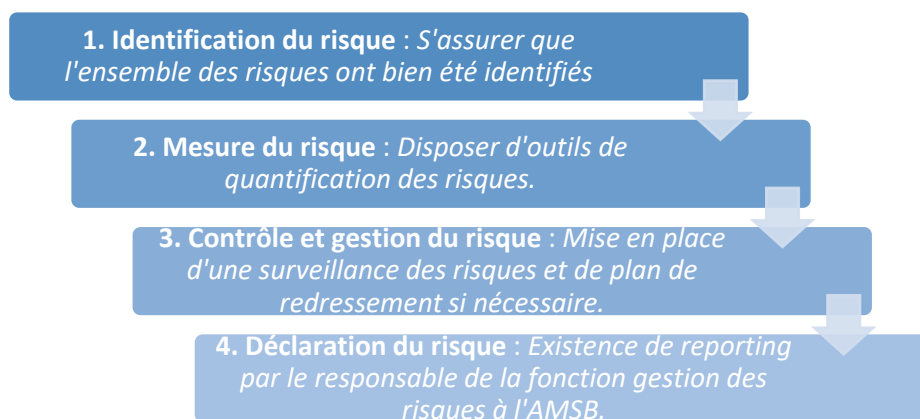 1. Identification du risque : S'assurer que
l'ensemble des risques ont bien été identifiés
2. Mesure du risque : Disposer d'outils de
quantification des risques.
3. Contrôle et gestion du risque : Mise en place
d'une surveillance des risques et de plan de
redressement si nécessaire.
4. Déclaration du risque : Existence de reporting
par le responsable de la fonction gestion des
risques à l'AMSB.